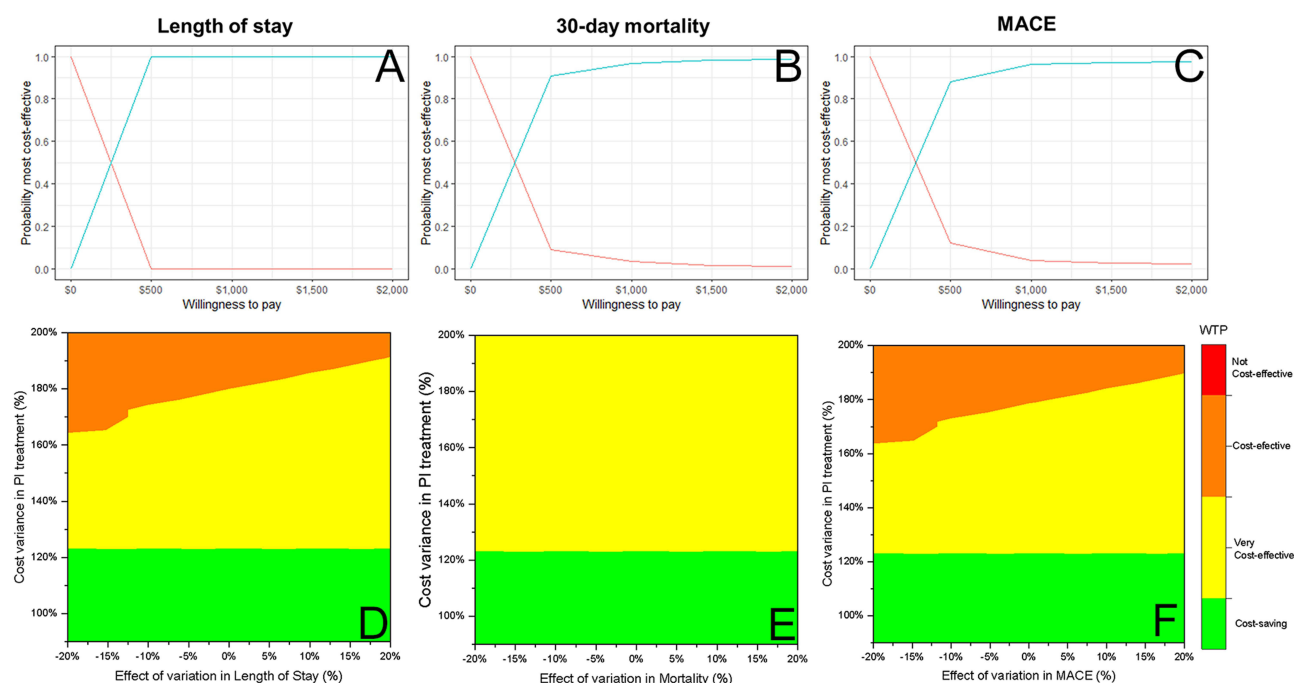 Length of stay
A
Probability most cost-effective
1.0
0.8
0.6
0.4
0.2
0.0
$0
$500
$1,000
$1,500
$2,000
Willingness to pay
30-day mortality
B
Probability most cost-effective
1.0
0.8
0.6
0.4
0.2
0.0
$0
$500
$1,000
$1,500
$2,000
Willingness to pay
MACE
C
Probability most cost-effective
1.0
0.8
0.6
0.4
0.2
0.0
$0
$500
$1,000
$1,500
$2,000
Willingness to pay
Cost variance in PI treatment (%)
200%
180%
160%
140%
120%
100%
D
-20%
-15%
-10%
-5%
0%
5%
10%
15%
20%
Effect of variation in Length of Stay (%)
Cost variance in PI treatment (%)
200%
180%
160%
140%
120%
100%
E
-20%
-15%
-10%
-5%
0%
5%
10%
15%
20%
Effect of variation in Mortality (%)
Cost variance in PI treatment (%)
200%
180%
160%
140%
120%
100%
F
-20%
-15%
-10%
-5%
0%
5%
10%
15%
20%
Effect of variation in MACE (%)
WTP
Not
Cost-effective
Cost-efective
Very
Cost-effective
Cost-saving